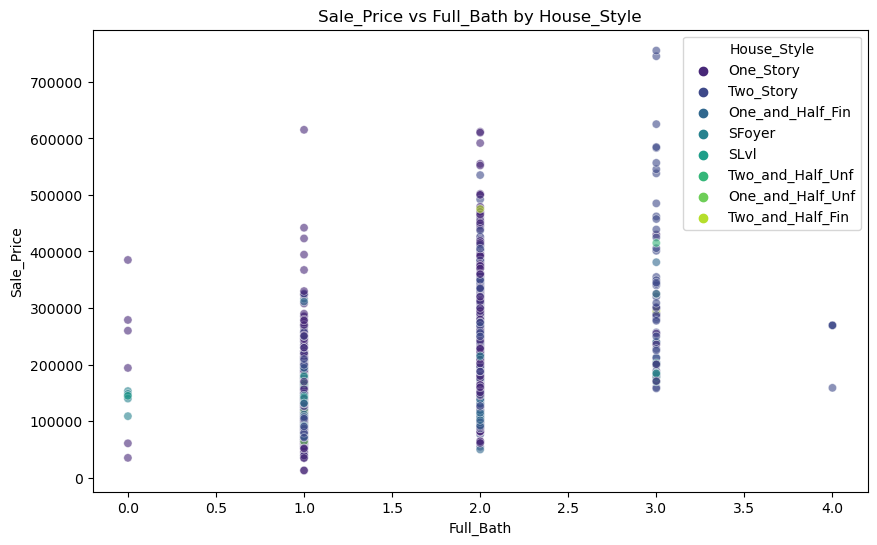 Sale_Price vs Full_Bath by House_Style
House_Style
One_Story
Two_Story
One_and_Half_Fin
SFoyer
SLvl
Two_and_Half_Unf
One_and_Half_Unf
Two_and_Half_Fin
700000
600000
500000
400000
300000
200000
100000
0
Sale_Price
0.0 0.5 1.0 1.5 2.0 2.5 3.0 3.5 4.0
Full_Bath